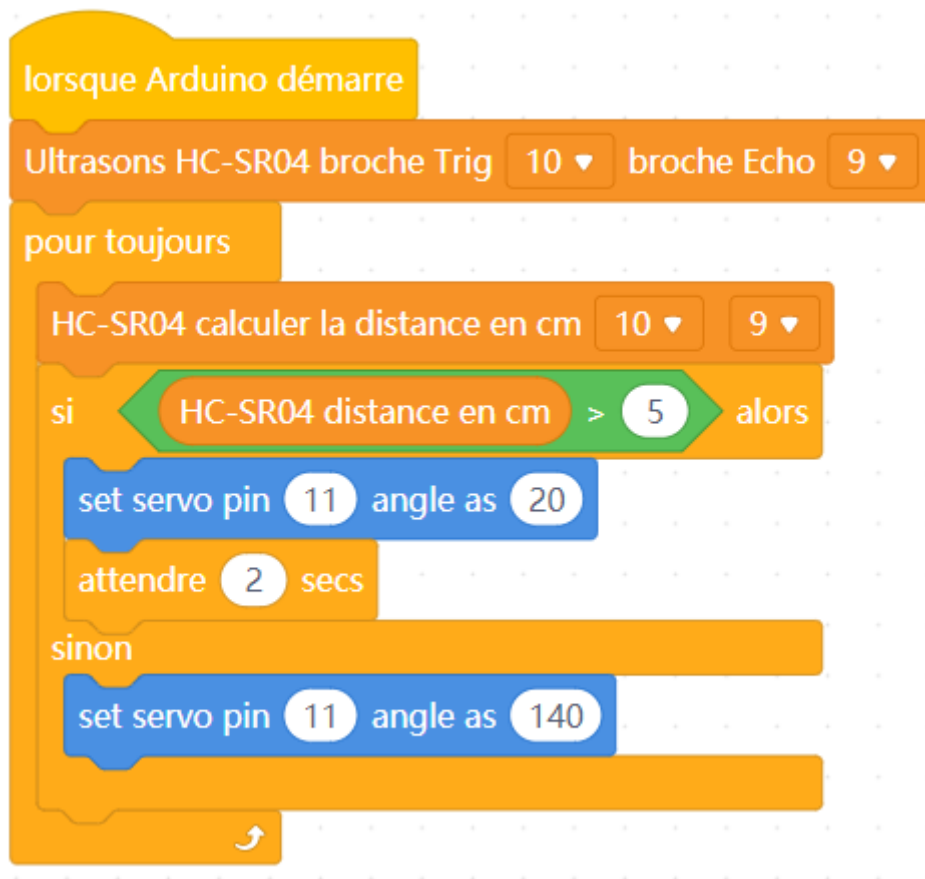 lorsque Arduino démarre
Ultrasons HC-SR04 broche Trig 10 broche Echo 9
pour toujours
HC-SR04 calculer la distance en cm 10 9
si HC-SR04 distance en cm > 5 alors
set servo pin 11 angle as 20
attendre 2 secs
sinon
set servo pin 11 angle as 140